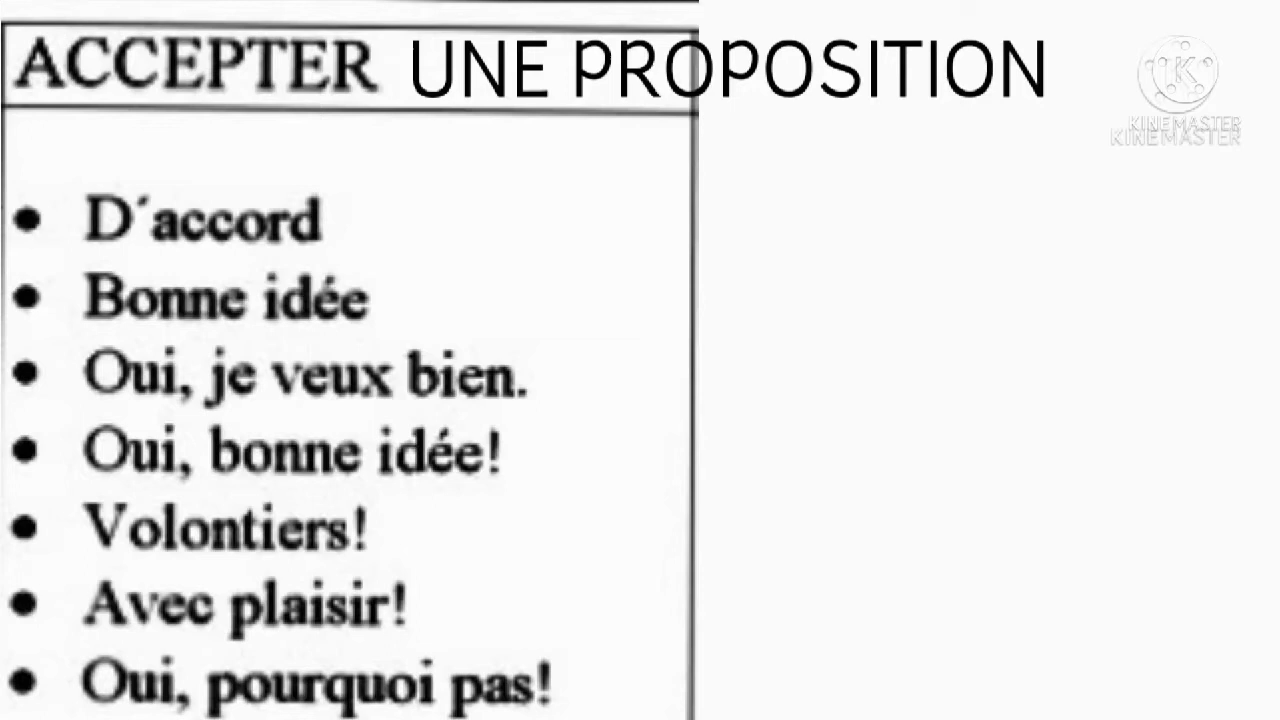 ACCEPTER UNE PROPOSITION
• D´accord
• Bonne idée
• Oui, je veux bien.
• Oui, bonne idée!
• Volontiers!
• Avec plaisir!
• Oui, pourquoi pas!
KINEMASTER
KINEMASTER